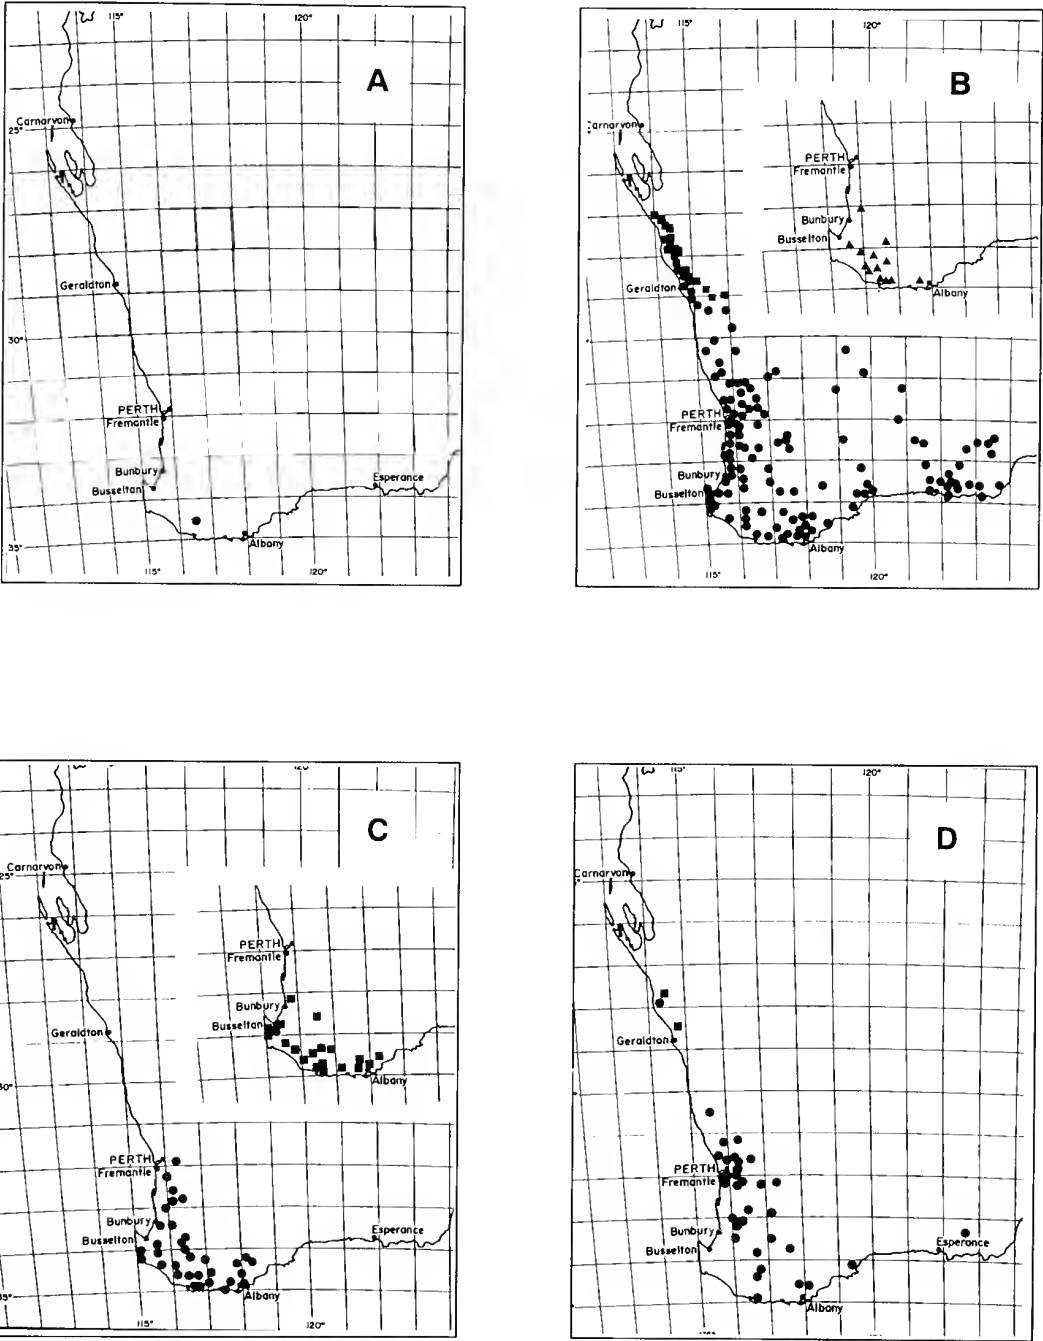 115° 120°
A
Carnarvon
25°
Geraldton
30°
PERTH
Fremantle
Bunbury
Busselton
Esperance
35°
Albany
115° 120°
115° 120°
B
Carnarvon
PERTH
Fremantle
Bunbury
Busselton
Albany
Geraldton
PERTH
Fremantle
Bunbury
Busselton
Albany
115° 120°
120°
C
Carnarvon
25°
PERTH
Fremantle
Bunbury
Busselton
Albany
Geraldton
30°
PERTH
Fremantle
Bunbury
Busselton
Esperance
35°
Albany
115° 120°
115° 120°
D
Carnarvon
Geraldton
PERTH
Fremantle
Bunbury
Busselton
Esperance
Albany